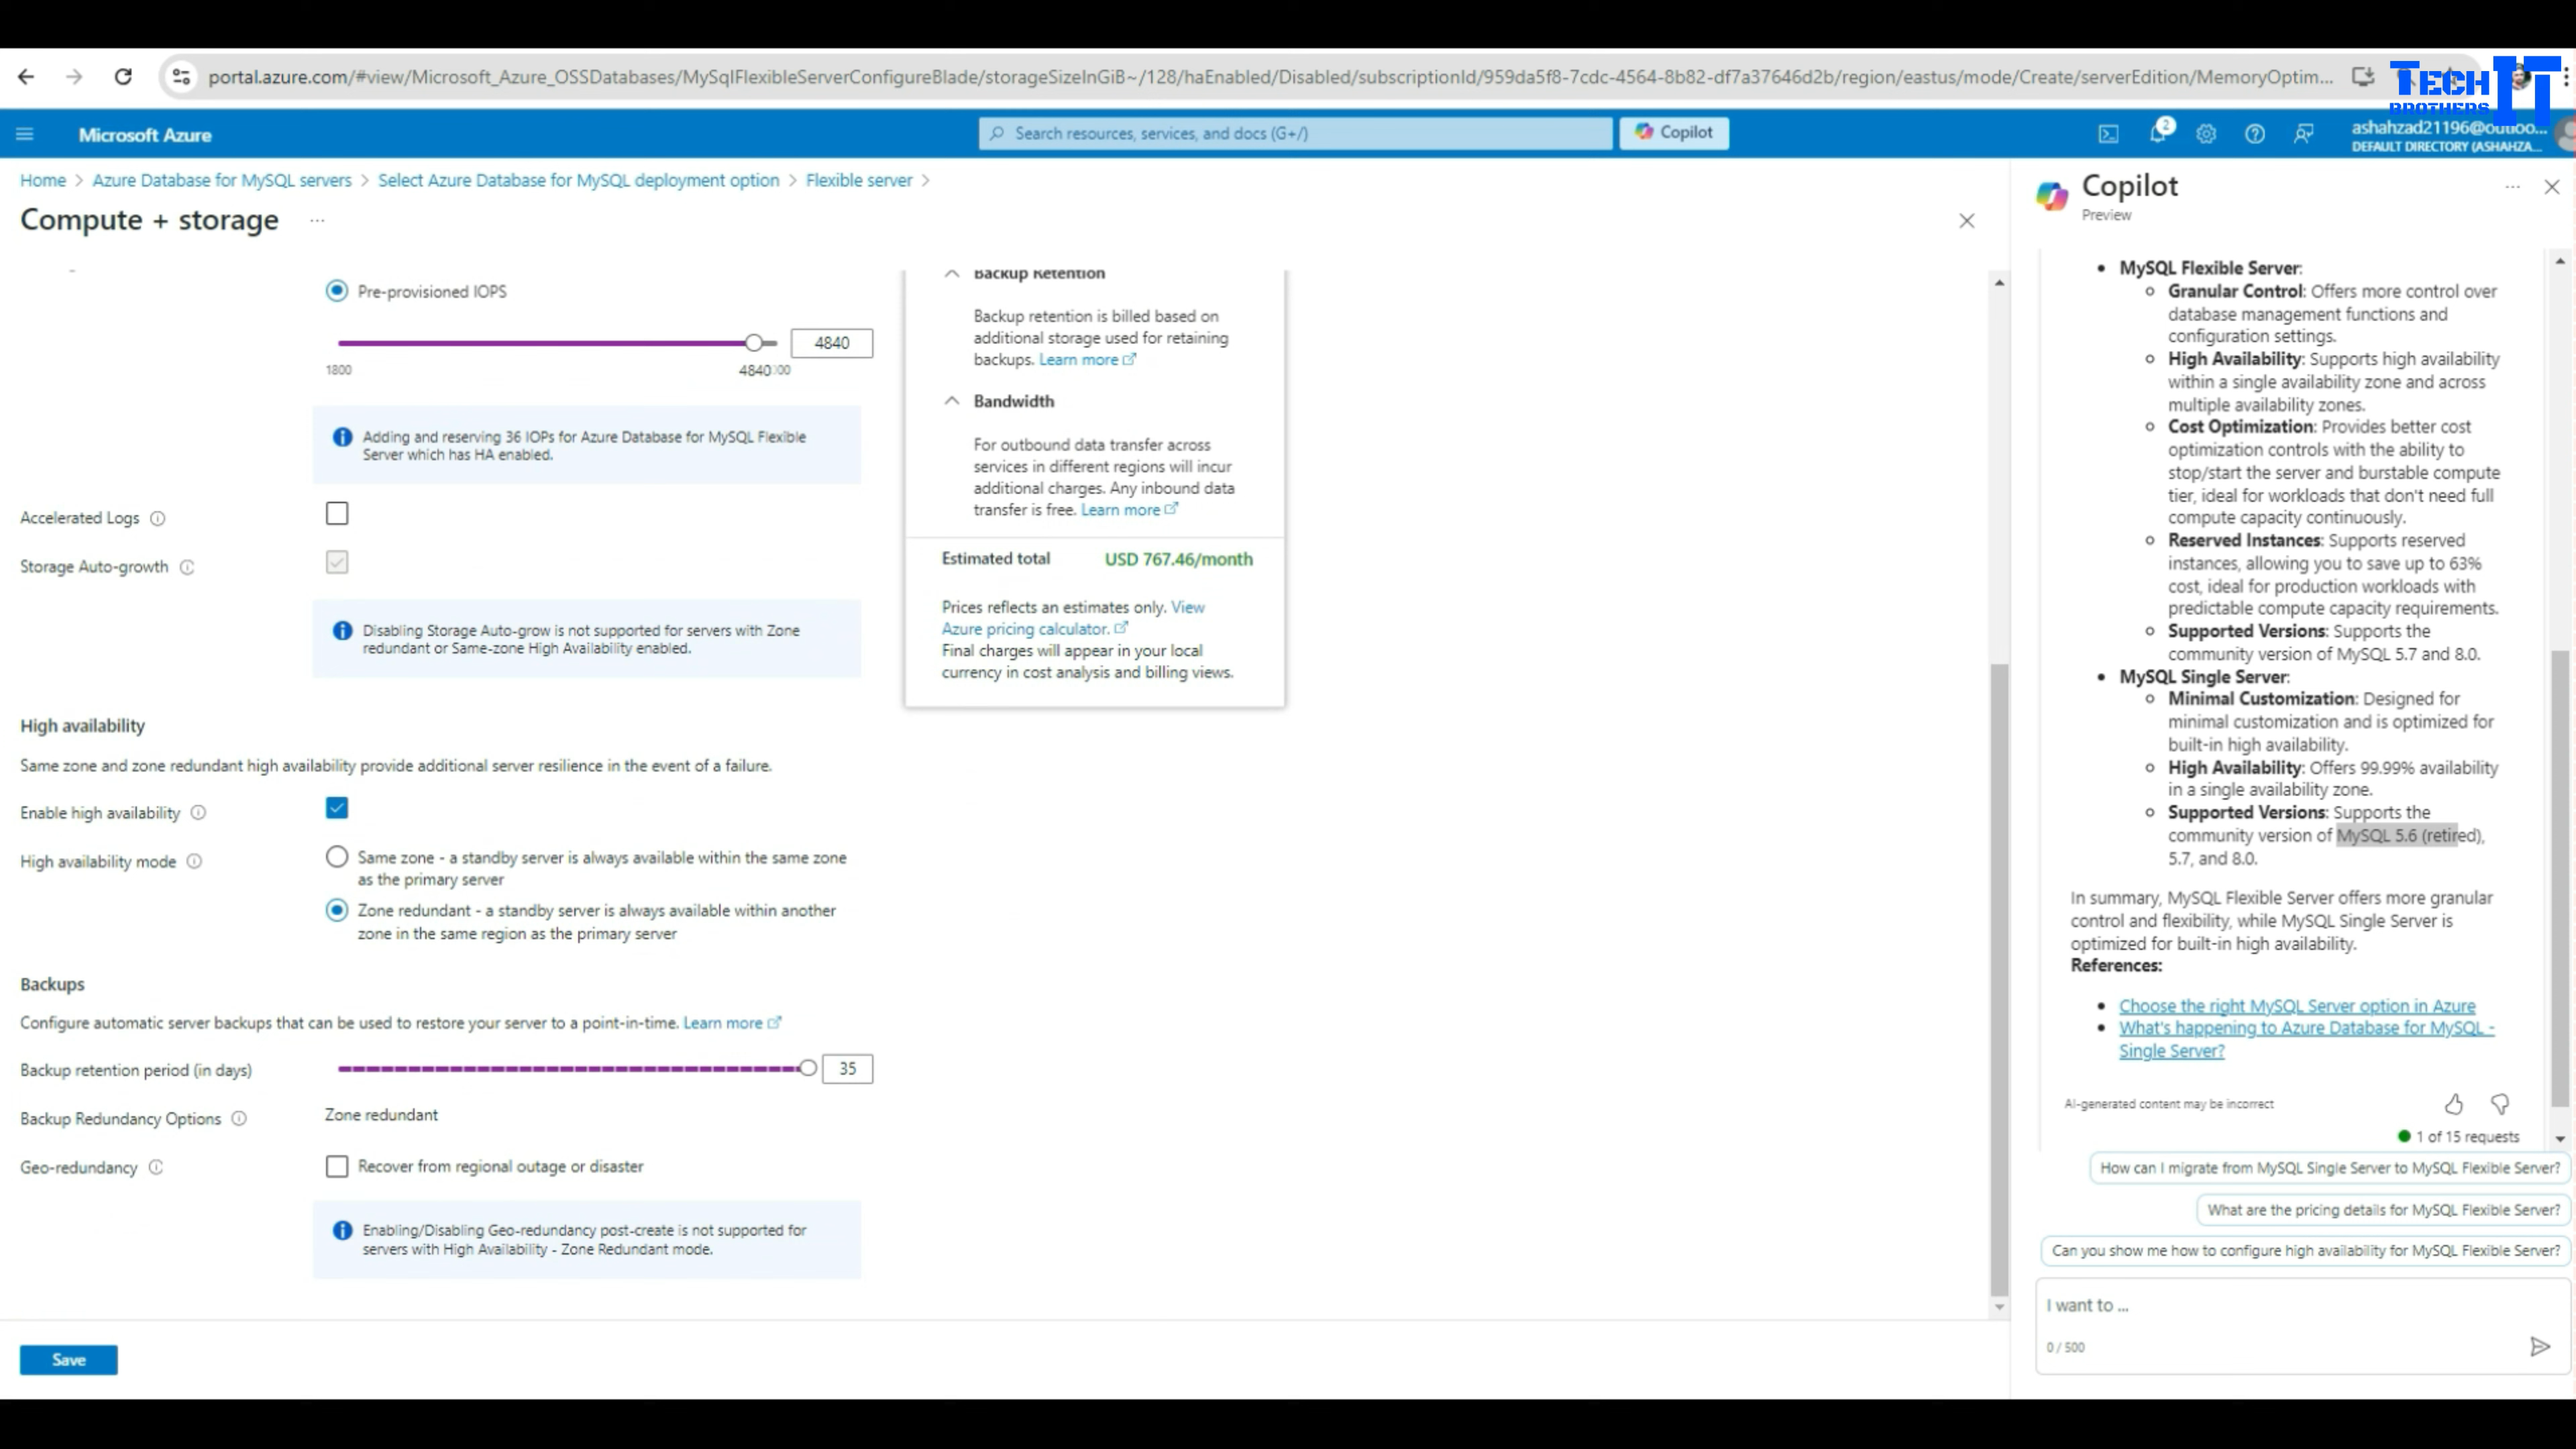 portal.azure.com/#view/Microsoft_Azure_OSSDatabases/MySqlFlexibleServerConfigureBlade/storageSizeInGiB~/128/haEnabled/Disabled/subscriptionId/959da5f8-7cdc-4564-8b82-df7a37646d2b/region/eastus/mode/Create/serverEdition/MemoryOptim...
TECH
BROTHERS
IT
Microsoft Azure
Search resources, services, and docs (G+/)
Copilot
2
ashahzad21196@outloo...
DEFAULT DIRECTORY (ASHAHZA...
Home > Azure Database for MySQL servers > Select Azure Database for MySQL deployment option > Flexible server >
Compute + storage ...
Pre-provisioned IOPS
4840
1800
4840
Adding and reserving 36 IOPs for Azure Database for MySQL Flexible
Server which has HA enabled.
Accelerated Logs
Storage Auto-growth
Disabling Storage Auto-grow is not supported for servers with Zone
redundant or Same-zone High Availability enabled.
High availability
Same zone and zone redundant high availability provide additional server resilience in the event of a failure.
Enable high availability
High availability mode
Same zone - a standby server is always available within the same zone
as the primary server
Zone redundant - a standby server is always available within another
zone in the same region as the primary server
Backups
Configure automatic server backups that can be used to restore your server to a point-in-time. Learn more
Backup retention period (in days)
35
Backup Redundancy Options
Zone redundant
Geo-redundancy
Recover from regional outage or disaster
Enabling/Disabling Geo-redundancy post-create is not supported for
servers with High Availability - Zone Redundant mode.
Save
Backup Retention
Backup retention is billed based on
additional storage used for retaining
backups. Learn more
Bandwidth
For outbound data transfer across
services in different regions will incur
additional charges. Any inbound data
transfer is free. Learn more
Estimated total USD 767.46/month
Prices reflects an estimates only. View
Azure pricing calculator.
Final charges will appear in your local
currency in cost analysis and billing views.
Copilot
Preview
• MySQL Flexible Server:
Granular Control: Offers more control over
database management functions and
configuration settings.
High Availability: Supports high availability
within a single availability zone and across
multiple availability zones.
Cost Optimization: Provides better cost
optimization controls with the ability to
stop/start the server and burstable compute
tier, ideal for workloads that don't need full
compute capacity continuously.
Reserved Instances: Supports reserved
instances, allowing you to save up to 63%
cost, ideal for production workloads with
predictable compute capacity requirements.
Supported Versions: Supports the
community version of MySQL 5.7 and 8.0.
• MySQL Single Server:
Minimal Customization: Designed for
minimal customization and is optimized for
built-in high availability.
High Availability: Offers 99.99% availability
in a single availability zone.
Supported Versions: Supports the
community version of MySQL 5.6 (retired),
5.7, and 8.0.
In summary, MySQL Flexible Server offers more granular
control and flexibility, while MySQL Single Server is
optimized for built-in high availability.
References:
• Choose the right MySQL Server option in Azure
• What's happening to Azure Database for MySQL -
Single Server?
AI-generated content may be incorrect
1 of 15 requests
How can I migrate from MySQL Single Server to MySQL Flexible Server?
What are the pricing details for MySQL Flexible Server?
Can you show me how to configure high availability for MySQL Flexible Server?
I want to ...
0 / 500